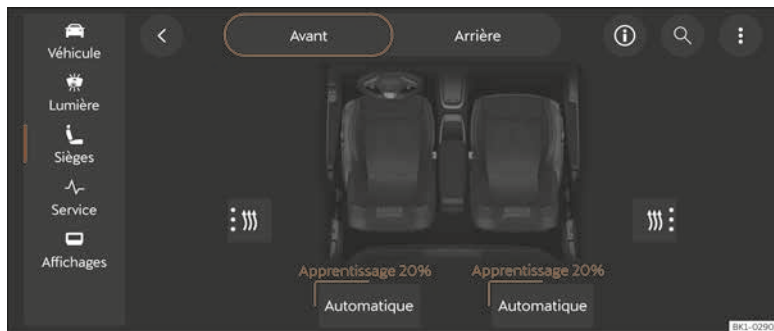 Véhicule
Lumière
Sièges
Service
Affichages
Avant
Arrière
Apprentissage 20%
Apprentissage 20%
Automatique
Automatique
BK1-0290